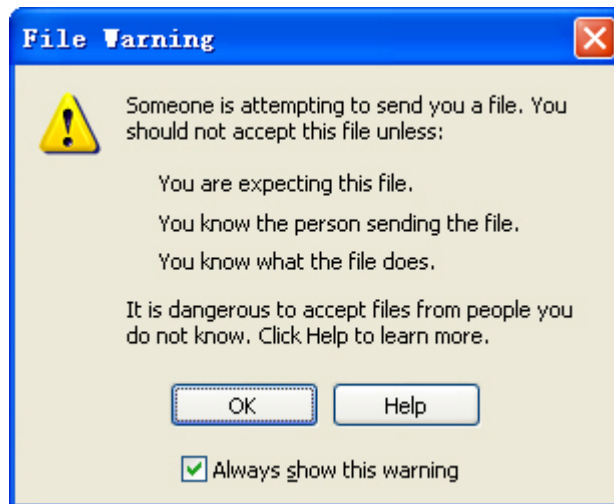 File Warning
Someone is attempting to send you a file. You
should not accept this file unless:
You are expecting this file.
You know the person sending the file.
You know what the file does.
It is dangerous to accept files from people you
do not know. Click Help to learn more.
OK Help
Always show this warning